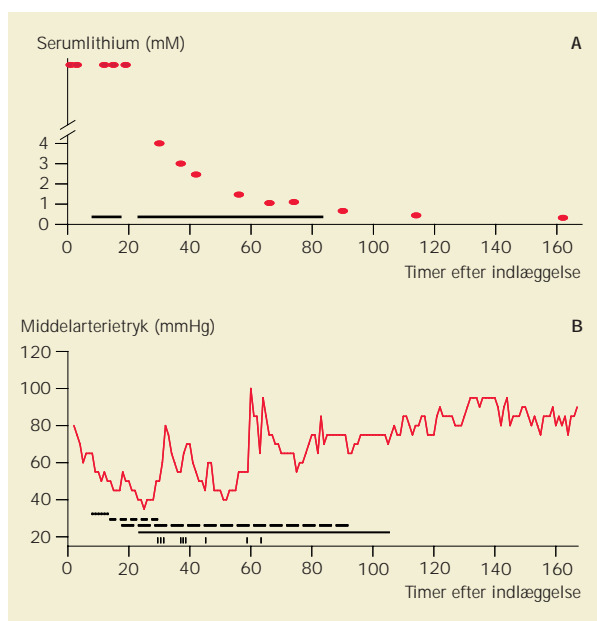 Serumlithium (mM)
A
4
3
2
1
0
0 20 40 60 80 100 120 140 160
Timer efter indlæggelse
Middelarterietryk (mmHg)
B
120
100
80
60
40
20
0 20 40 60 80 100 120 140 160
Timer efter indlæggelse